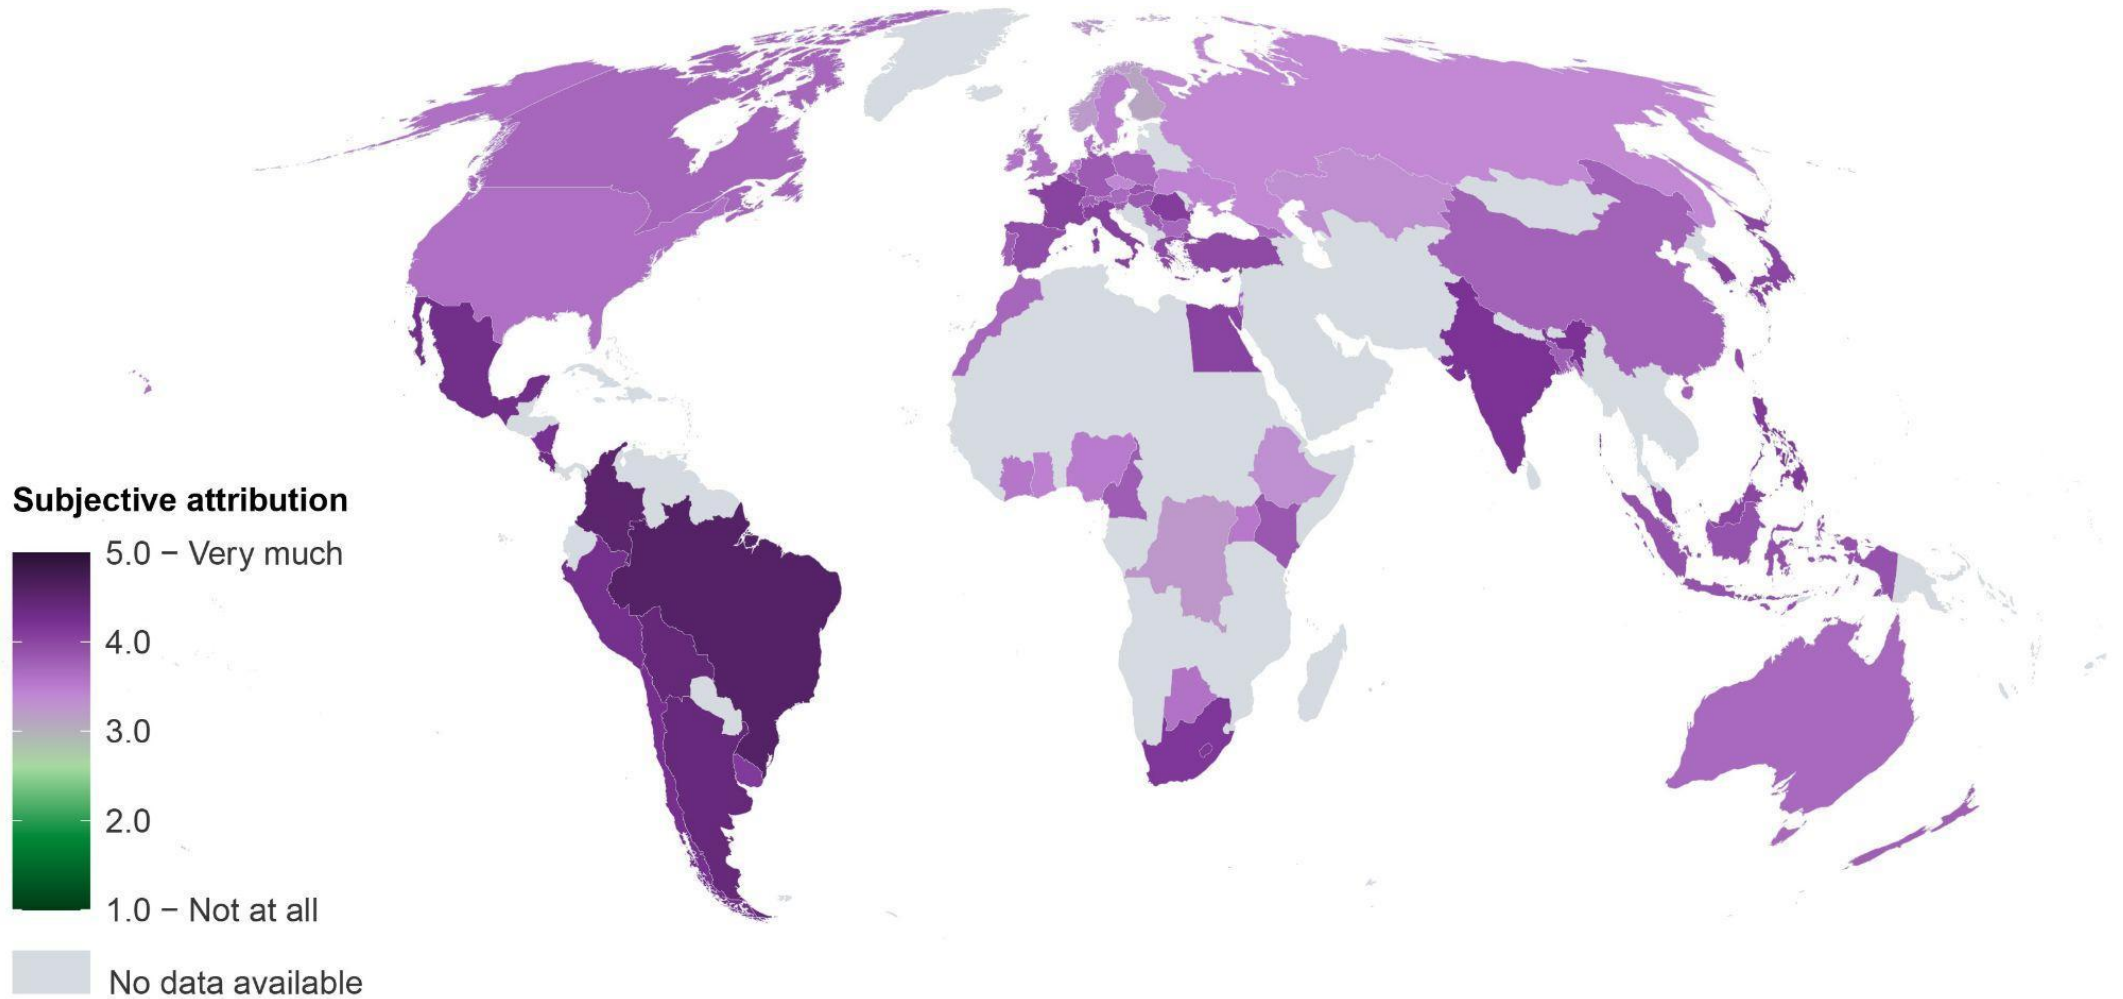 Subjective attribution
5.0 – Very much
4.0
3.0
2.0
1.0 – Not at all
No data available